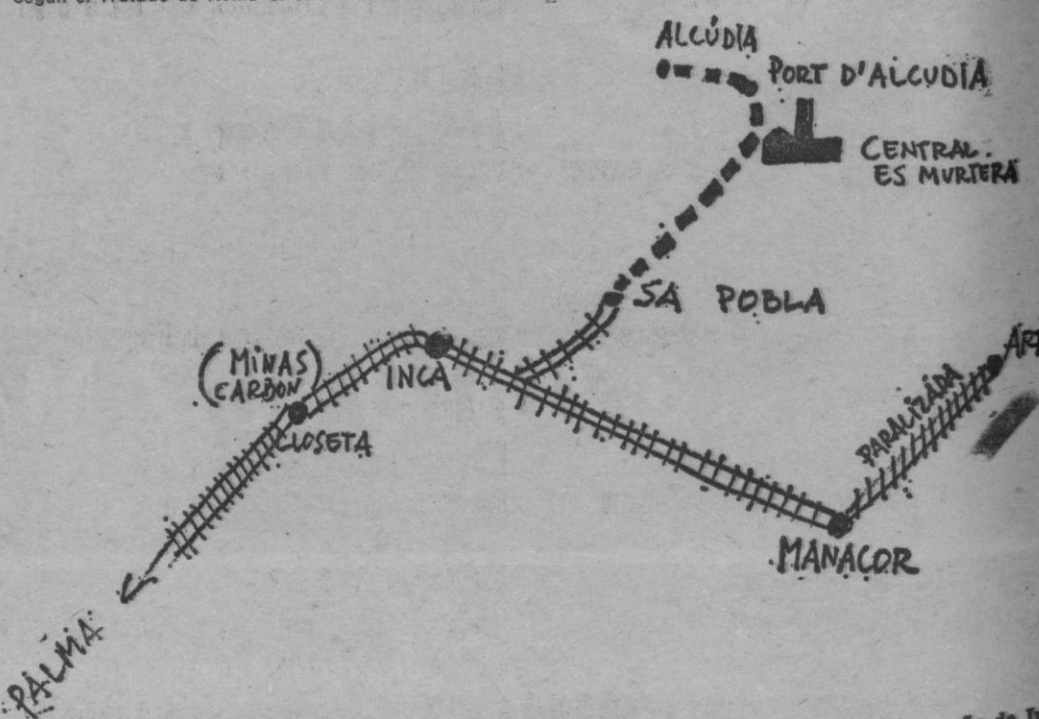 ALCÚDIA
PORT D'ALCUDIA
CENTRAL.
ES MURTERA
SA POBLA
(MINAS
CARBON)
INCA
CLOSETA
PARALIZADA
MANACOR
PALMA